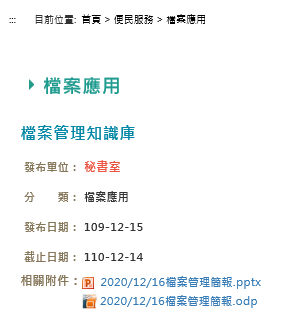 ::: 目前位置: 首頁 > 便民服務 > 檔案應用
檔案應用
檔案管理知識庫
發布單位： 秘書室
分　　類： 檔案應用
發布日期： 109-12-15
截止日期： 110-12-14
相關附件： 2020/12/16檔案管理簡報.pptx
2020/12/16檔案管理簡報.odp